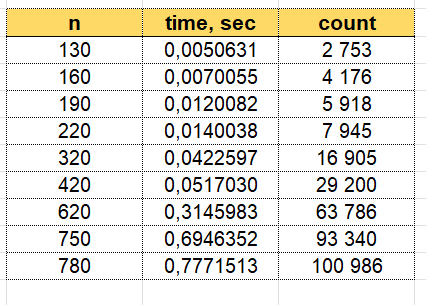 n time, sec count
130 0,0050631 2 753
160 0,0070055 4 176
190 0,0120082 5 918
220 0,0140038 7 945
320 0,0422597 16 905
420 0,0517030 29 200
620 0,3145983 63 786
750 0,6946352 93 340
780 0,7771513 100 986